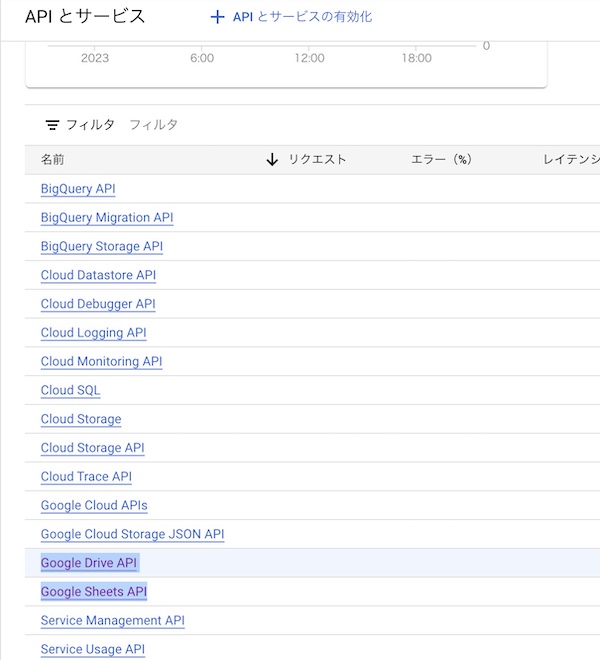 API とサービス
＋ API とサービスの有効化
0
2023 6:00 12:00 18:00
フィルタ フィルタ
名前 ↓ リクエスト エラー（%） レイテンシ
BigQuery API
BigQuery Migration API
BigQuery Storage API
Cloud Datastore API
Cloud Debugger API
Cloud Logging API
Cloud Monitoring API
Cloud SQL
Cloud Storage
Cloud Storage API
Cloud Trace API
Google Cloud APIs
Google Cloud Storage JSON API
Google Drive API
Google Sheets API
Service Management API
Service Usage API